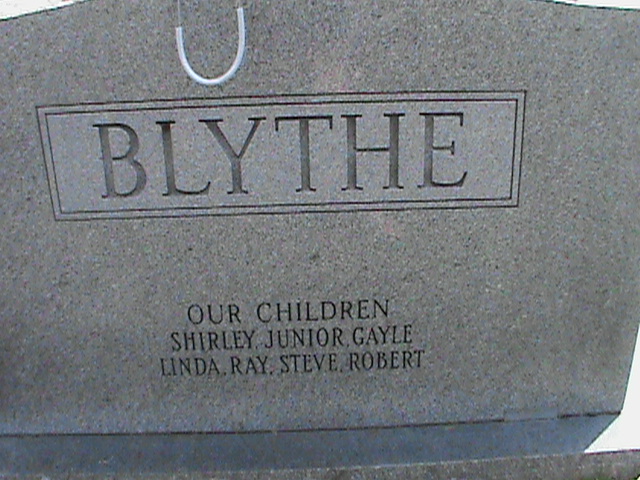 BLYTHE
OUR CHILDREN
SHIRLEY, JUNIOR, GAYLE
LINDA, RAY, STEVE, ROBERT